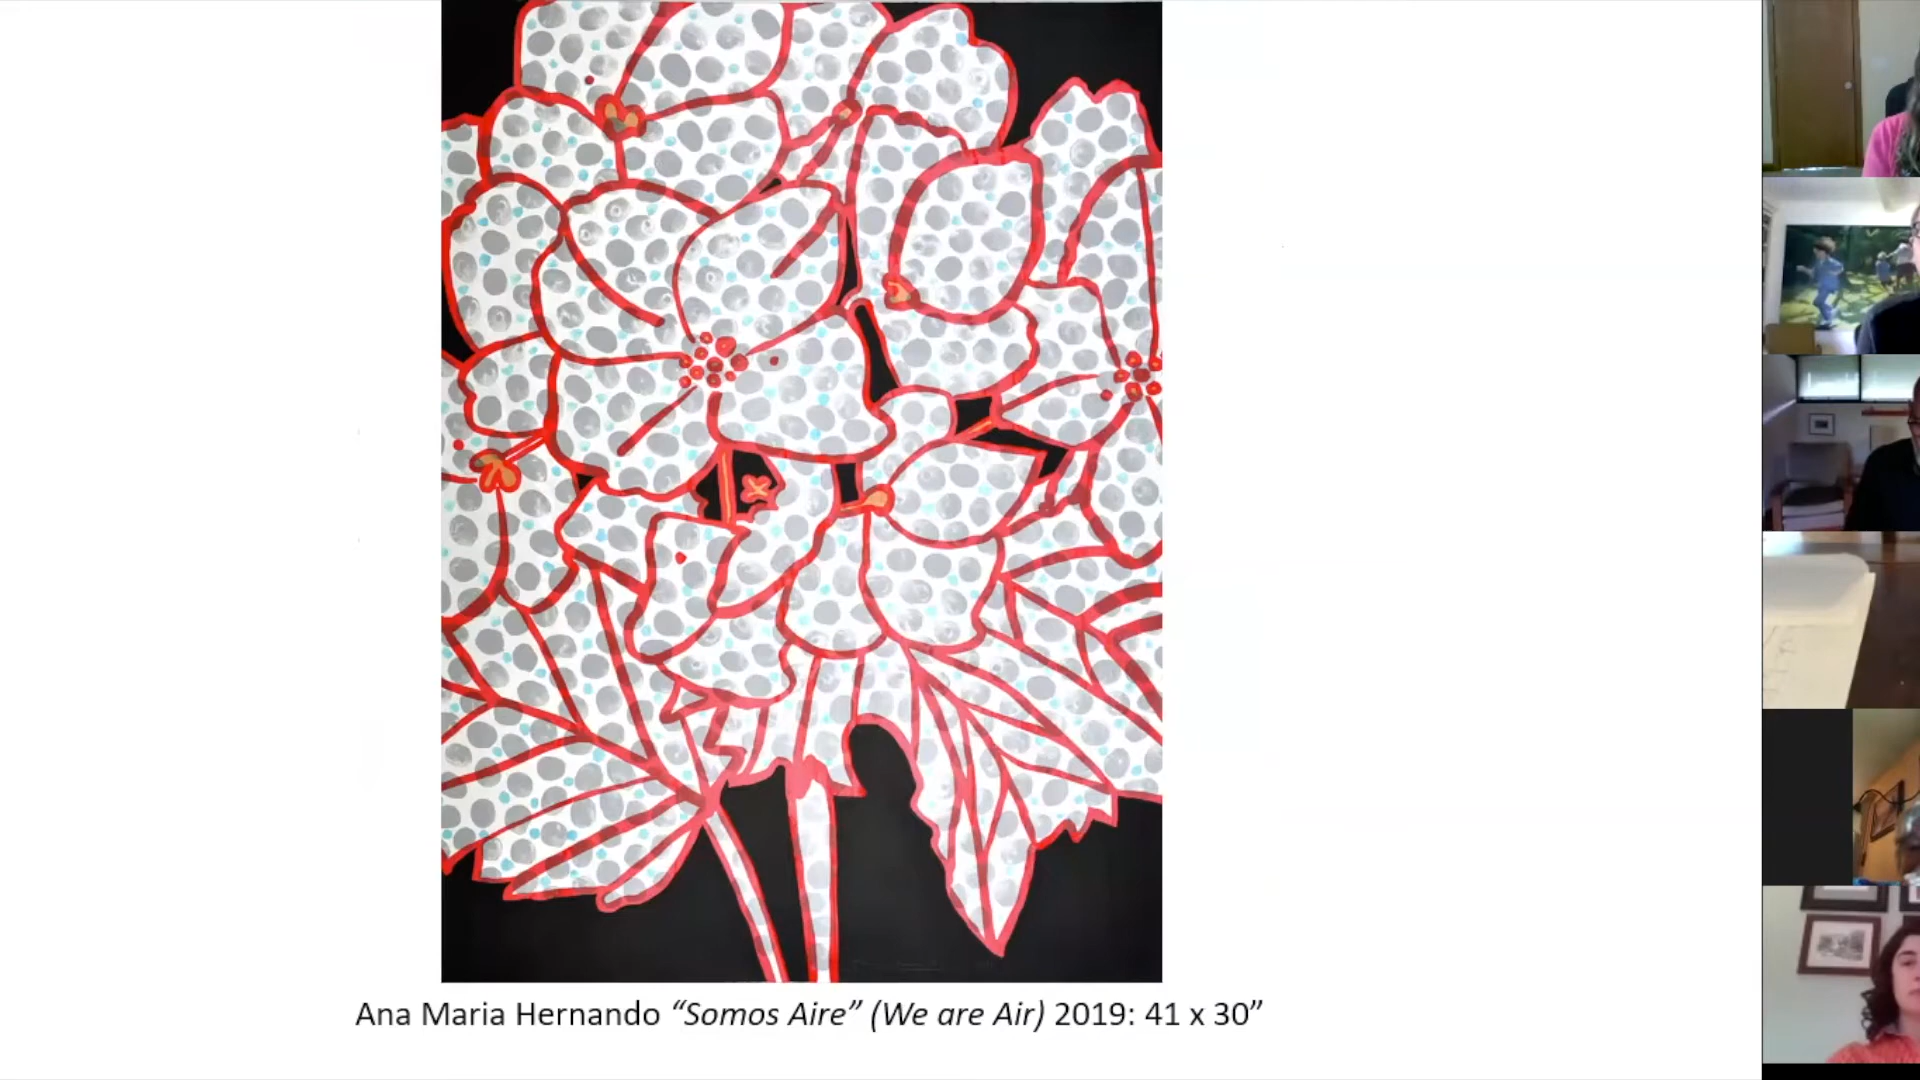 Ana Maria Hernando “Somos Aire” (We are Air) 2019: 41 x 30”